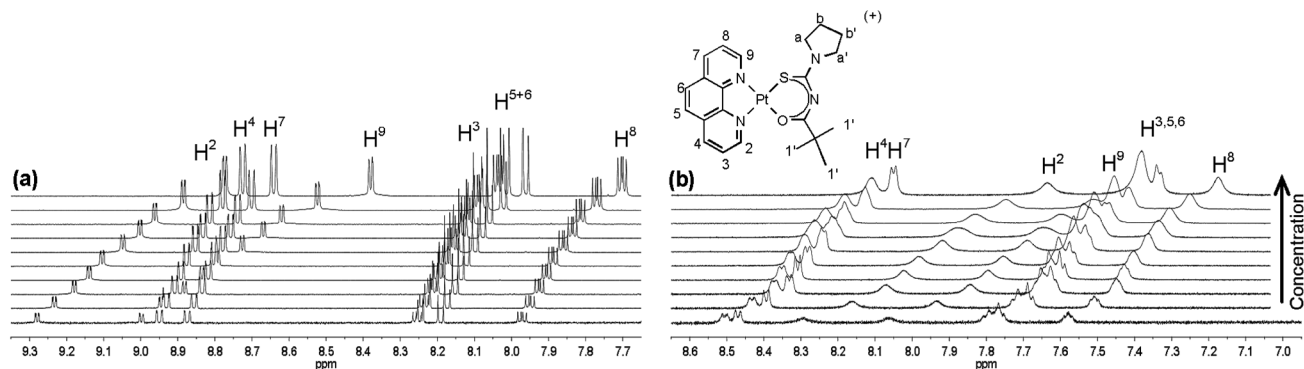 (a)
H2
H4
H7
H9
H3
H5+6
H8
9.3 9.2 9.1 9.0 8.9 8.8 8.7 8.6 8.5 8.4 8.3 8.2 8.1 8.0 7.9 7.8 7.7
ppm
(b)
(+)
b
b'
a
a'
N
S
N
O
Pt
N
N
8
9
7
6
5
4
3
2
1'
1'
1'
H4 H7
H2
H9
H3,5,6
H8
Concentration
8.6 8.5 8.4 8.3 8.2 8.1 8.0 7.9 7.8 7.7 7.6 7.5 7.4 7.3 7.2 7.1 7.0
ppm